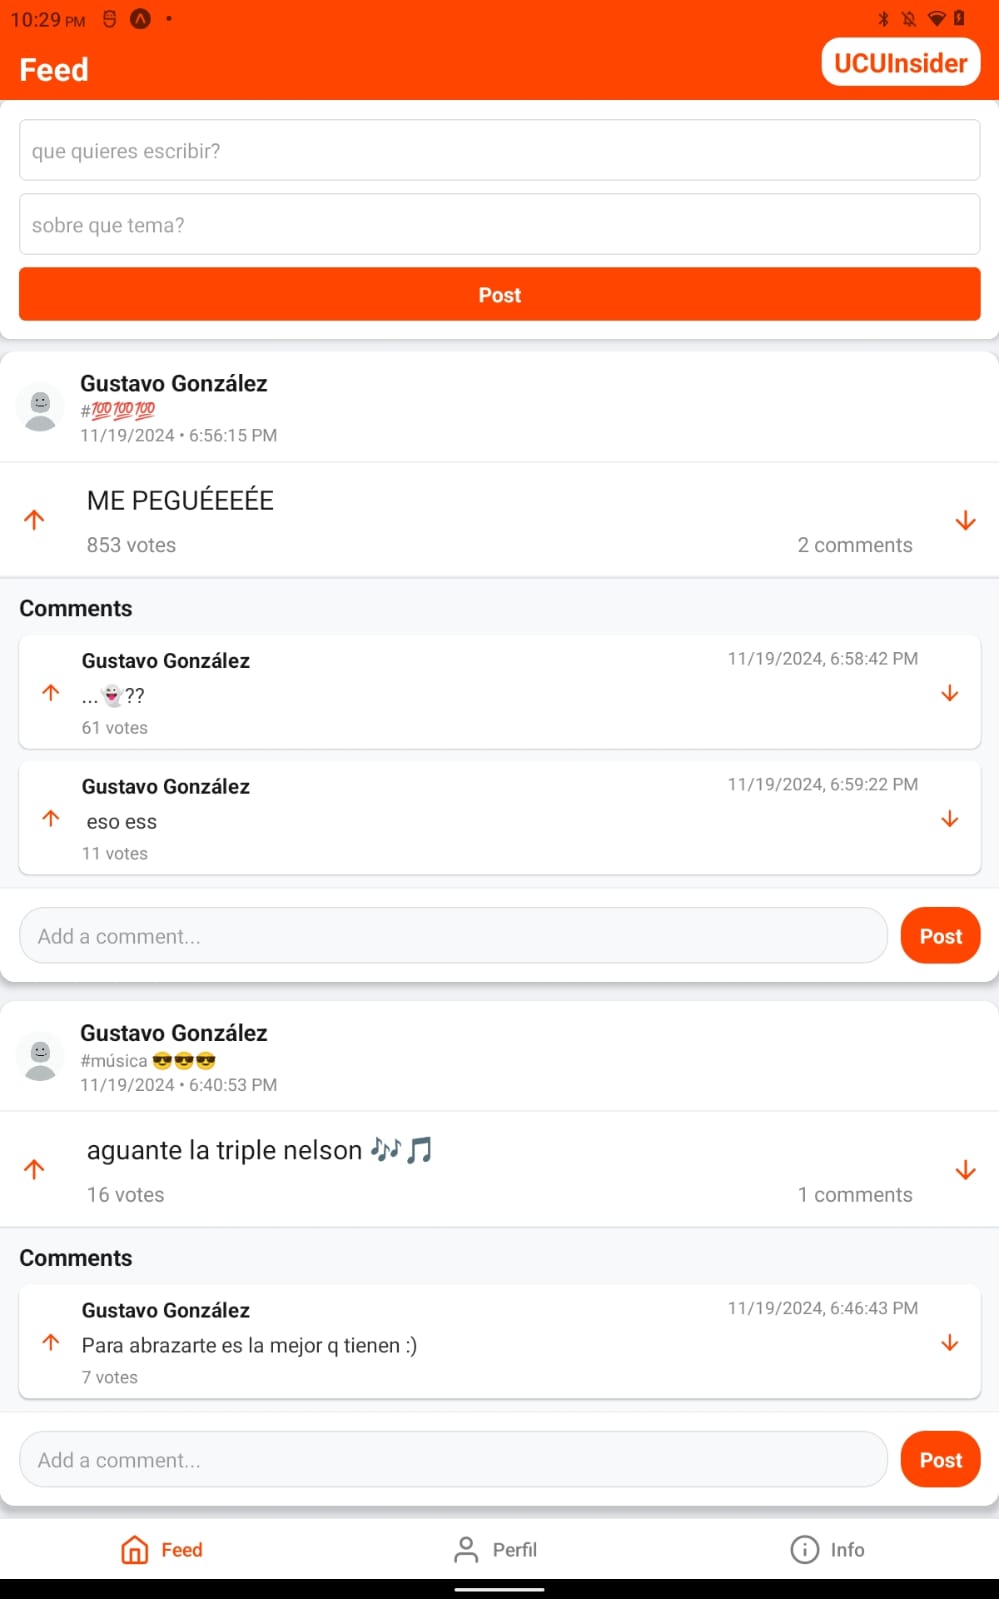 10:29 PM
Feed
UCUInsider
que quieres escribir?
sobre que tema?
Post
Gustavo González
#💯💯💯
11/19/2024 • 6:56:15 PM
ME PEGUÉEEÉE
853 votes
2 comments
Comments
Gustavo González
11/19/2024, 6:58:42 PM
...👻??
61 votes
Gustavo González
11/19/2024, 6:59:22 PM
eso ess
11 votes
Add a comment...
Post
Gustavo González
#música 😎😎😎
11/19/2024 • 6:40:53 PM
aguante la triple nelson 🎶🎵
16 votes
1 comments
Comments
Gustavo González
11/19/2024, 6:46:43 PM
Para abrazarte es la mejor q tienen :)
7 votes
Add a comment...
Post
Feed
Perfil
Info